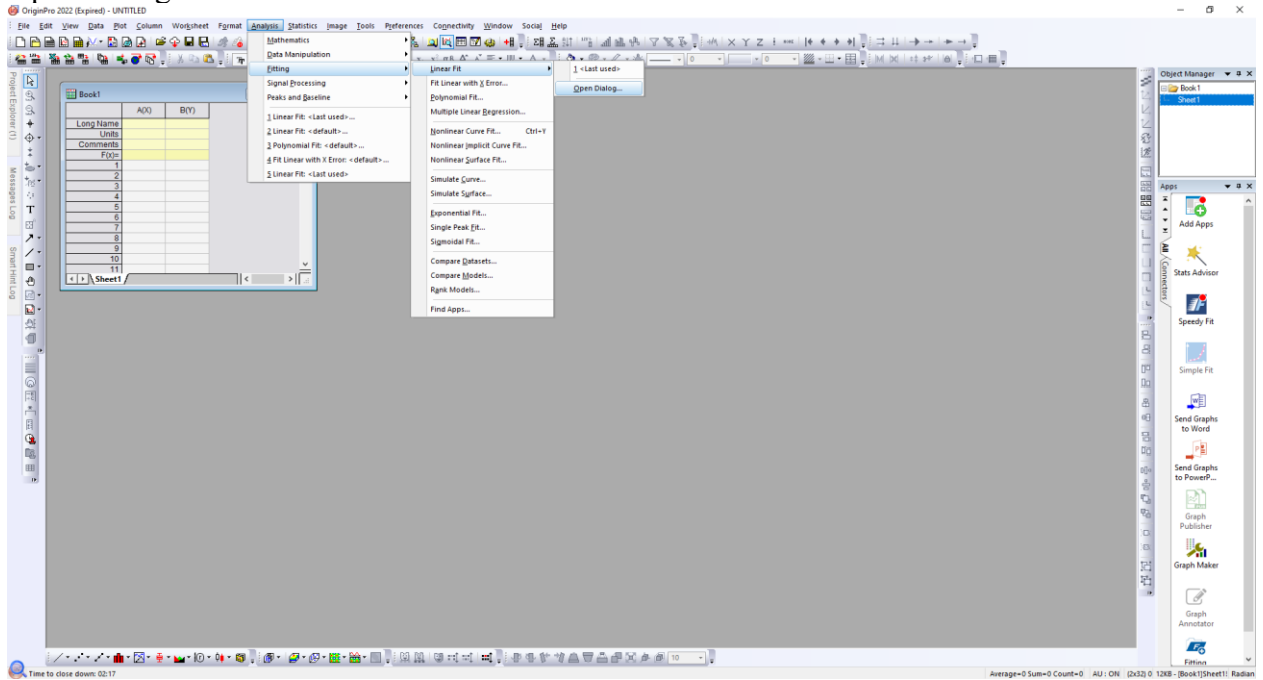 OriginPro 2022 (Expired) - UNTITLED
File Edit View Data Plot Column Worksheet Format Analysis Statistics Image Tools Preferences Connectivity Window Social Help
Mathematics
Data Manipulation
Fitting
Signal Processing
Peaks and Baseline
1 Linear Fit: <Last used>...
2 Linear Fit: <default>...
3 Polynomial Fit: <default>...
4 Fit Linear with X Error: <default>...
5 Linear Fit: <Last used>
Linear Fit
Fit Linear with X Error...
Polynomial Fit...
Multiple Linear Regression...
Nonlinear Curve Fit... Ctrl+Y
Nonlinear Implicit Curve Fit...
Nonlinear Surface Fit...
Simulate Curve...
Simulate Surface...
Exponential Fit...
Single Peak Fit...
Sigmoidal Fit...
Compare Datasets...
Compare Models...
Rank Models...
Find Apps...
1 <Last used>
Open Dialog...
Project Explorer (1)
Messages Log
Smart Hint Log
Book1
A(X) B(Y)
Long Name
Units
Comments
F(x)=
1
2
3
4
5
6
7
8
9
10
11
Sheet1
Object Manager
Book1
Sheet1
Apps
All
Connectors
Add Apps
Stats Advisor
Speedy Fit
Simple Fit
Send Graphs
to Word
Send Graphs
to PowerP...
Graph
Publisher
Graph Maker
Graph
Annotator
Fitting
10
Time to close down: 02:17
Average=0 Sum=0 Count=0 AU : ON (2x32) 0 12KB - [Book1]Sheet1! Radian